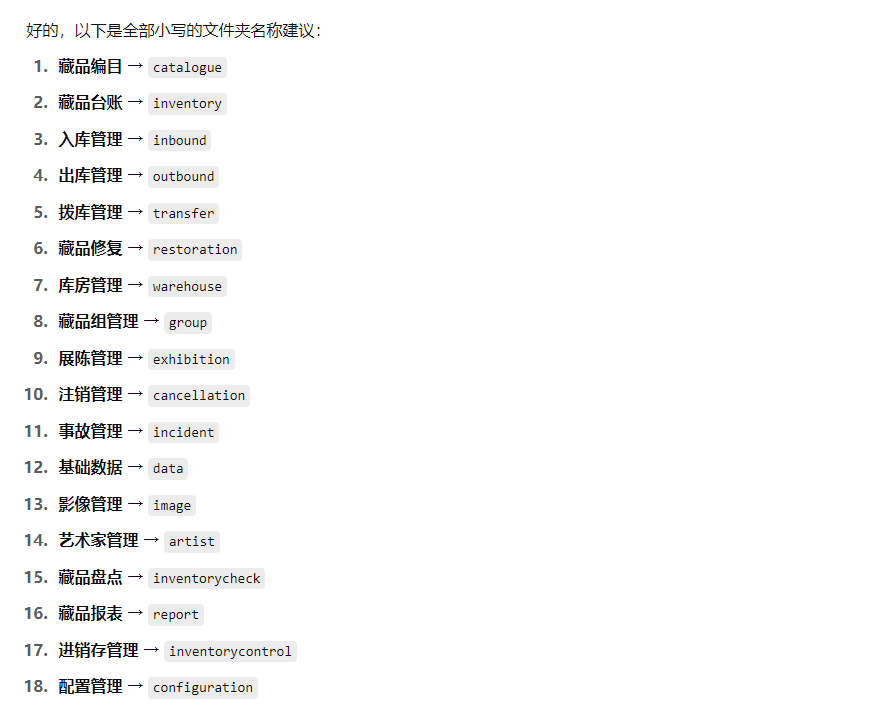 好的，以下是全部小写的文件夹名称建议：
1. 藏品编目 → catalogue
2. 藏品台账 → inventory
3. 入库管理 → inbound
4. 出库管理 → outbound
5. 拨库管理 → transfer
6. 藏品修复 → restoration
7. 库房管理 → warehouse
8. 藏品组管理 → group
9. 展陈管理 → exhibition
10. 注销管理 → cancellation
11. 事故管理 → incident
12. 基础数据 → data
13. 影像管理 → image
14. 艺术家管理 → artist
15. 藏品盘点 → inventorycheck
16. 藏品报表 → report
17. 进销存管理 → inventorycontrol
18. 配置管理 → configuration